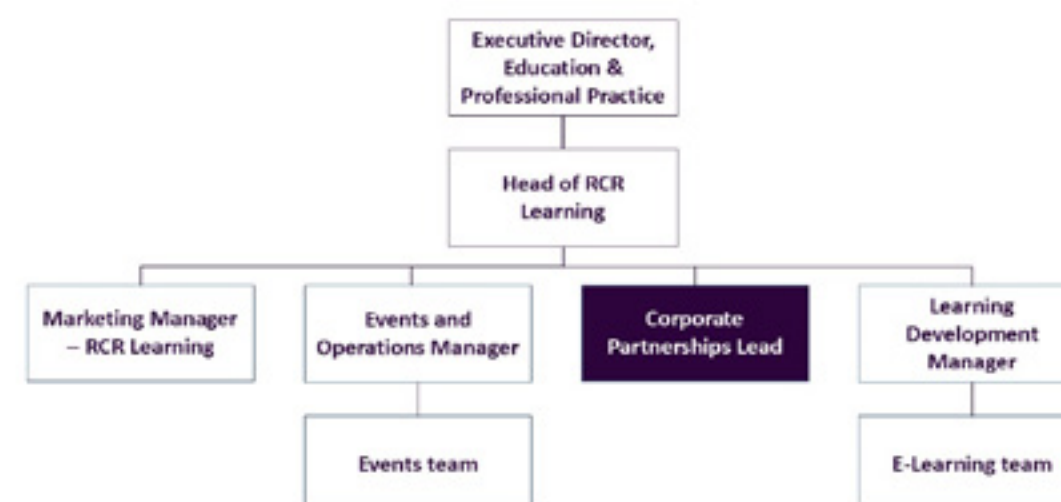 Executive Director,
Education &
Professional Practice
Head of RCR
Learning
Marketing Manager
– RCR Learning
Events and
Operations Manager
Corporate
Partnerships Lead
Learning
Development
Manager
Events team
E-Learning team